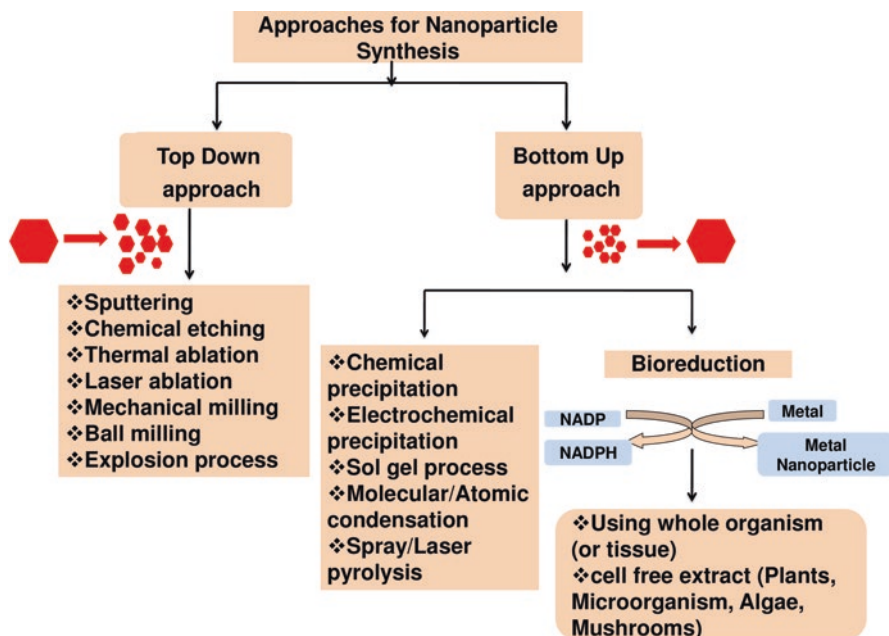 Approaches for Nanoparticle
Synthesis
Top Down
approach
Bottom Up
approach
❖Sputtering
❖Chemical etching
❖Thermal ablation
❖Laser ablation
❖Mechanical milling
❖Ball milling
❖Explosion process
❖Chemical
precipitation
❖Electrochemical
precipitation
❖Sol gel process
❖Molecular/Atomic
condensation
❖Spray/Laser
pyrolysis
Bioreduction
NADP
Metal
NADPH
Metal
Nanoparticle
❖Using whole organism
(or tissue)
❖cell free extract (Plants,
Microorganism, Algae,
Mushrooms)